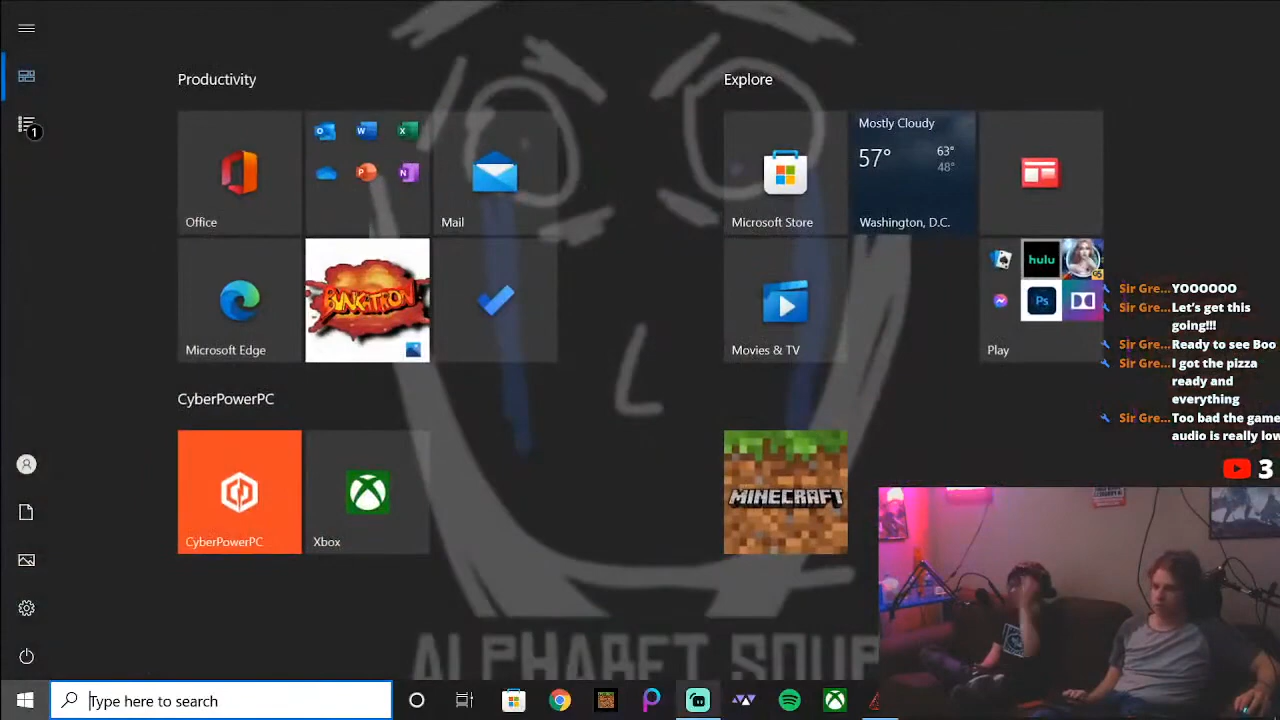 Productivity
Explore
Office
Mail
Microsoft Store
Mostly Cloudy
57°
63°
48°
Washington, D.C.
hulu
Ps
Microsoft Edge
BUNGATRON
Movies & TV
Play
CyberPowerPC
CyberPowerPC
Xbox
MINECRAFT
1
Sir Gre... YOOOOOO
Sir Gre... Let's get this
going!!!
Sir Gre... Ready to see Boo
Sir Gre... I got the pizza
ready and
everything
Sir Gre... Too bad the game
audio is really low
3
ALPHABET SOUP
Type here to search